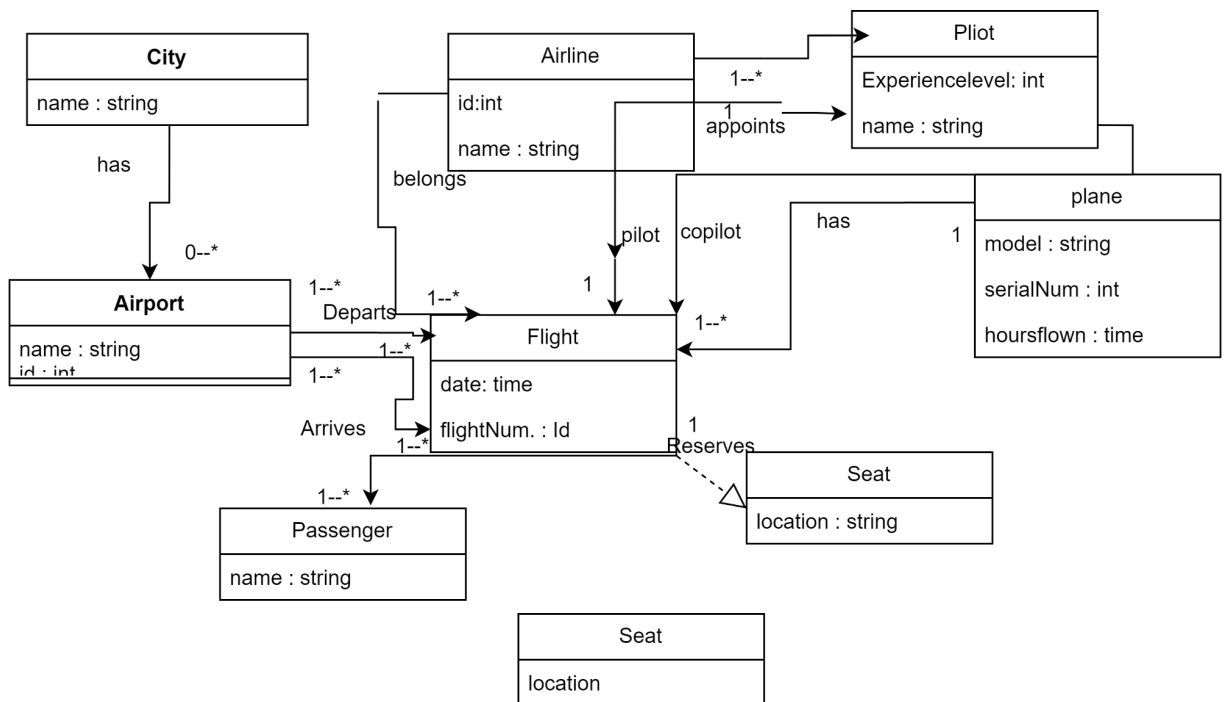 City
name : string
has
0--*
Airline
id:int
name : string
belongs
1--*
1
appoints
Pliot
Experiencelevel: int
name : string
plane
model : string
serialNum : int
hoursflown : time
has
1
1--*
pilot
copilot
1
Airport
name : string
id : int
1--*
Departs
1--*
1--*
1--*
Arrives
1--*
Flight
date: time
flightNum. : Id
1
Reserves
Seat
location : string
1--*
Passenger
name : string
Seat
location